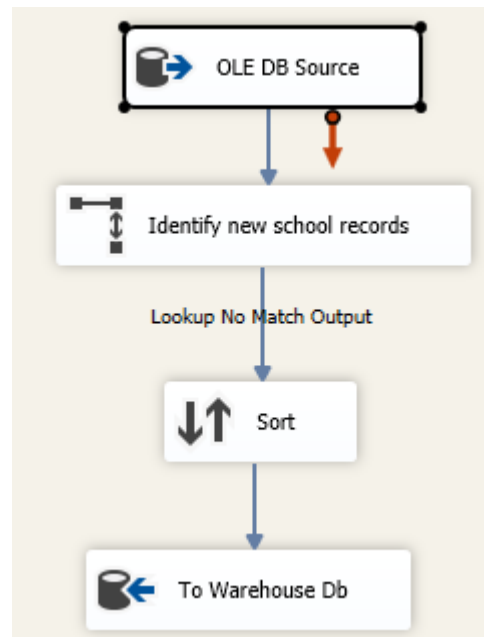 OLE DB Source
Identify new school records
Lookup No Match Output
Sort
To Warehouse Db